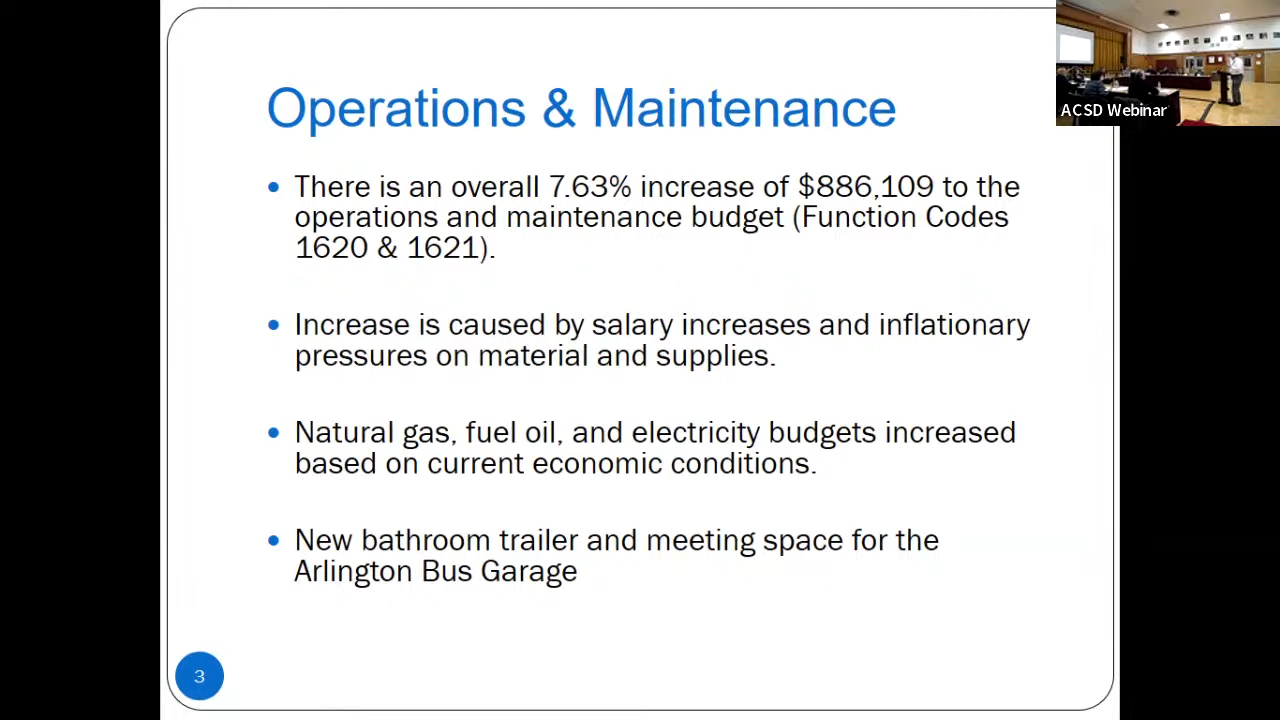 Operations & Maintenance
ACSD Webinar
• There is an overall 7.63% increase of $886,109 to the
operations and maintenance budget (Function Codes
1620 & 1621).
• Increase is caused by salary increases and inflationary
pressures on material and supplies.
• Natural gas, fuel oil, and electricity budgets increased
based on current economic conditions.
• New bathroom trailer and meeting space for the
Arlington Bus Garage
3